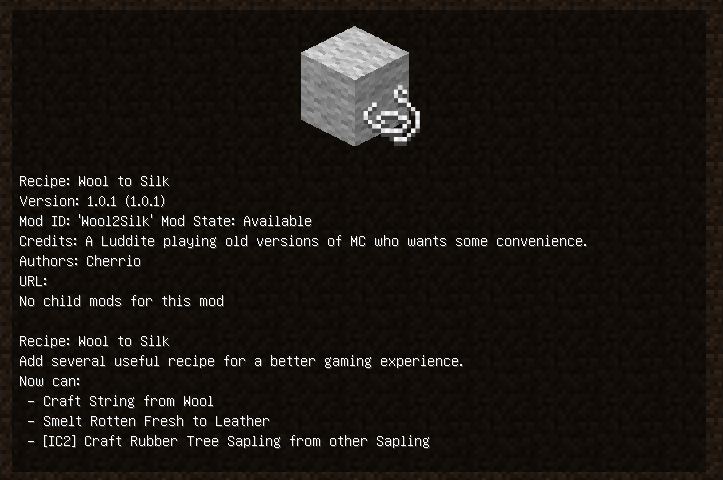 Recipe: Wool to Silk
Version: 1.0.1 (1.0.1)
Mod ID: 'Wool2Silk' Mod State: Available
Credits: A Luddite playing old versions of MC who wants some convenience.
Authors: Cherrio
URL:
No child mods for this mod
Recipe: Wool to Silk
Add several useful recipe for a better gaming experience.
Now can:
- Craft String from Wool
- Smelt Rotten Fresh to Leather
- [IC2] Craft Rubber Tree Sapling from other Sapling